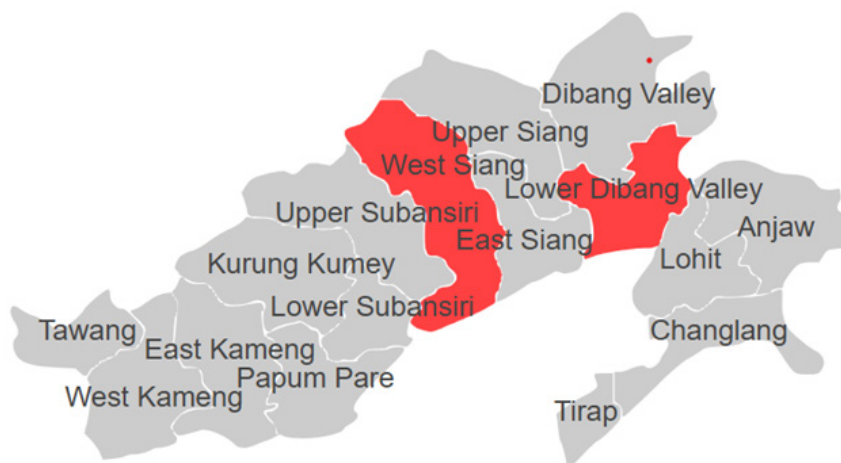 Dibang Valley
Upper Siang
West Siang
Lower Dibang Valley
Upper Subansiri
East Siang
Anjaw
Kurung Kumey
Lohit
Lower Subansiri
Tawang
Changlang
East Kameng
Papum Pare
West Kameng
Tirap